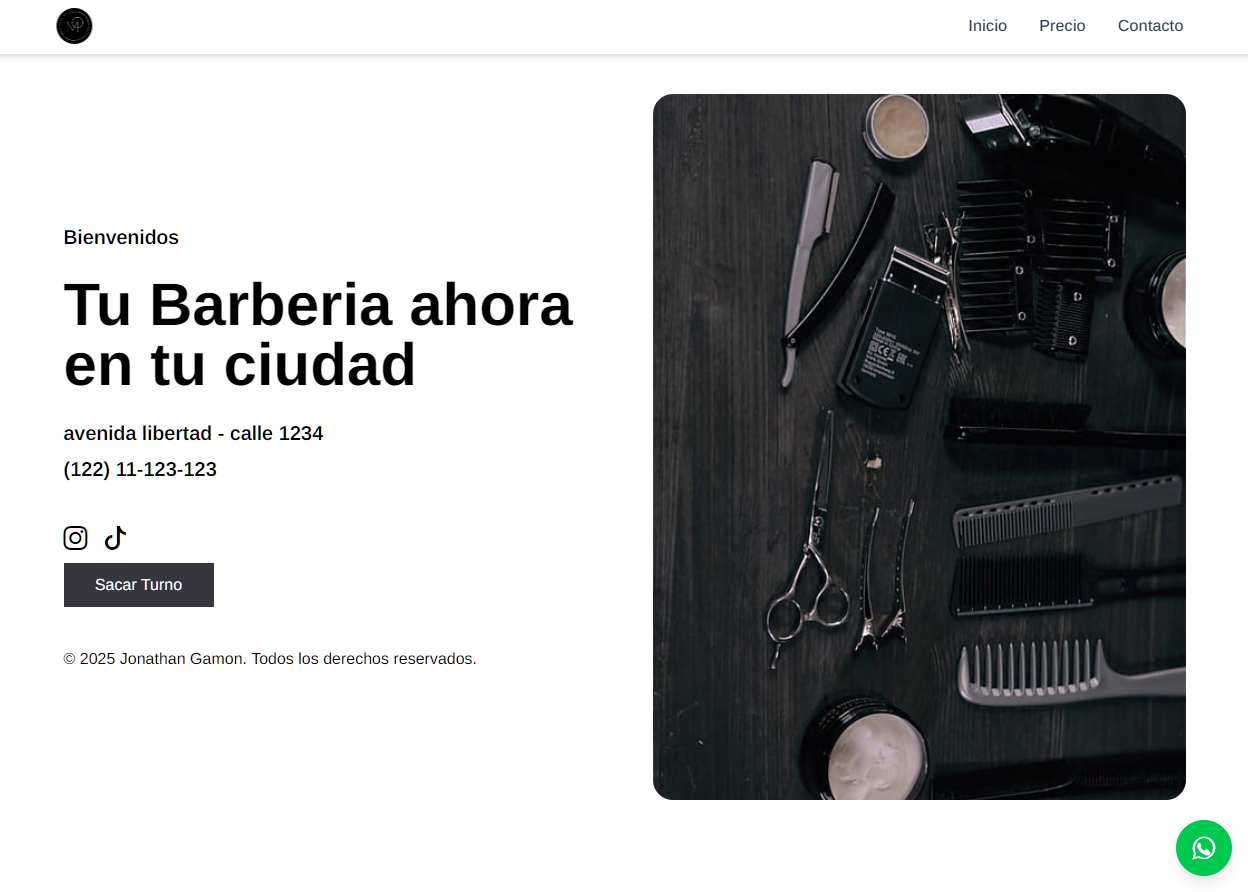 Inicio Precio Contacto
Bienvenidos
Tu Barberia ahora
en tu ciudad
avenida libertad - calle 1234
(122) 11-123-123
Sacar Turno
© 2025 Jonathan Gamon. Todos los derechos reservados.